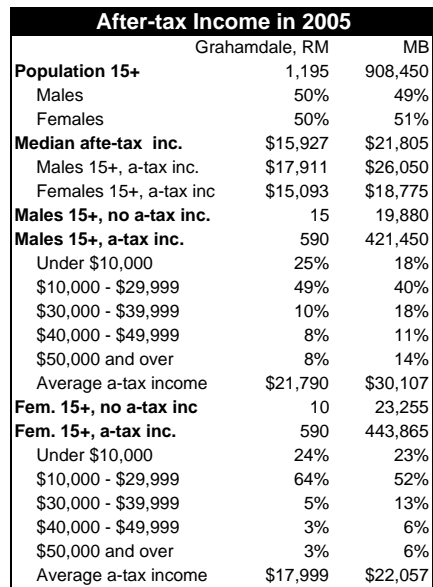 After-tax Income in 2005
Grahamdale, RM MB
Population 15+ 1,195 908,450
Males 50% 49%
Females 50% 51%
Median afte-tax inc. $15,927 $21,805
Males 15+, a-tax inc. $17,911 $26,050
Females 15+, a-tax inc $15,093 $18,775
Males 15+, no a-tax inc. 15 19,880
Males 15+, a-tax inc. 590 421,450
Under $10,000 25% 18%
$10,000 - $29,999 49% 40%
$30,000 - $39,999 10% 18%
$40,000 - $49,999 8% 11%
$50,000 and over 8% 14%
Average a-tax income $21,790 $30,107
Fem. 15+, no a-tax inc 10 23,255
Fem. 15+, a-tax inc. 590 443,865
Under $10,000 24% 23%
$10,000 - $29,999 64% 52%
$30,000 - $39,999 5% 13%
$40,000 - $49,999 3% 6%
$50,000 and over 3% 6%
Average a-tax income $17,999 $22,057